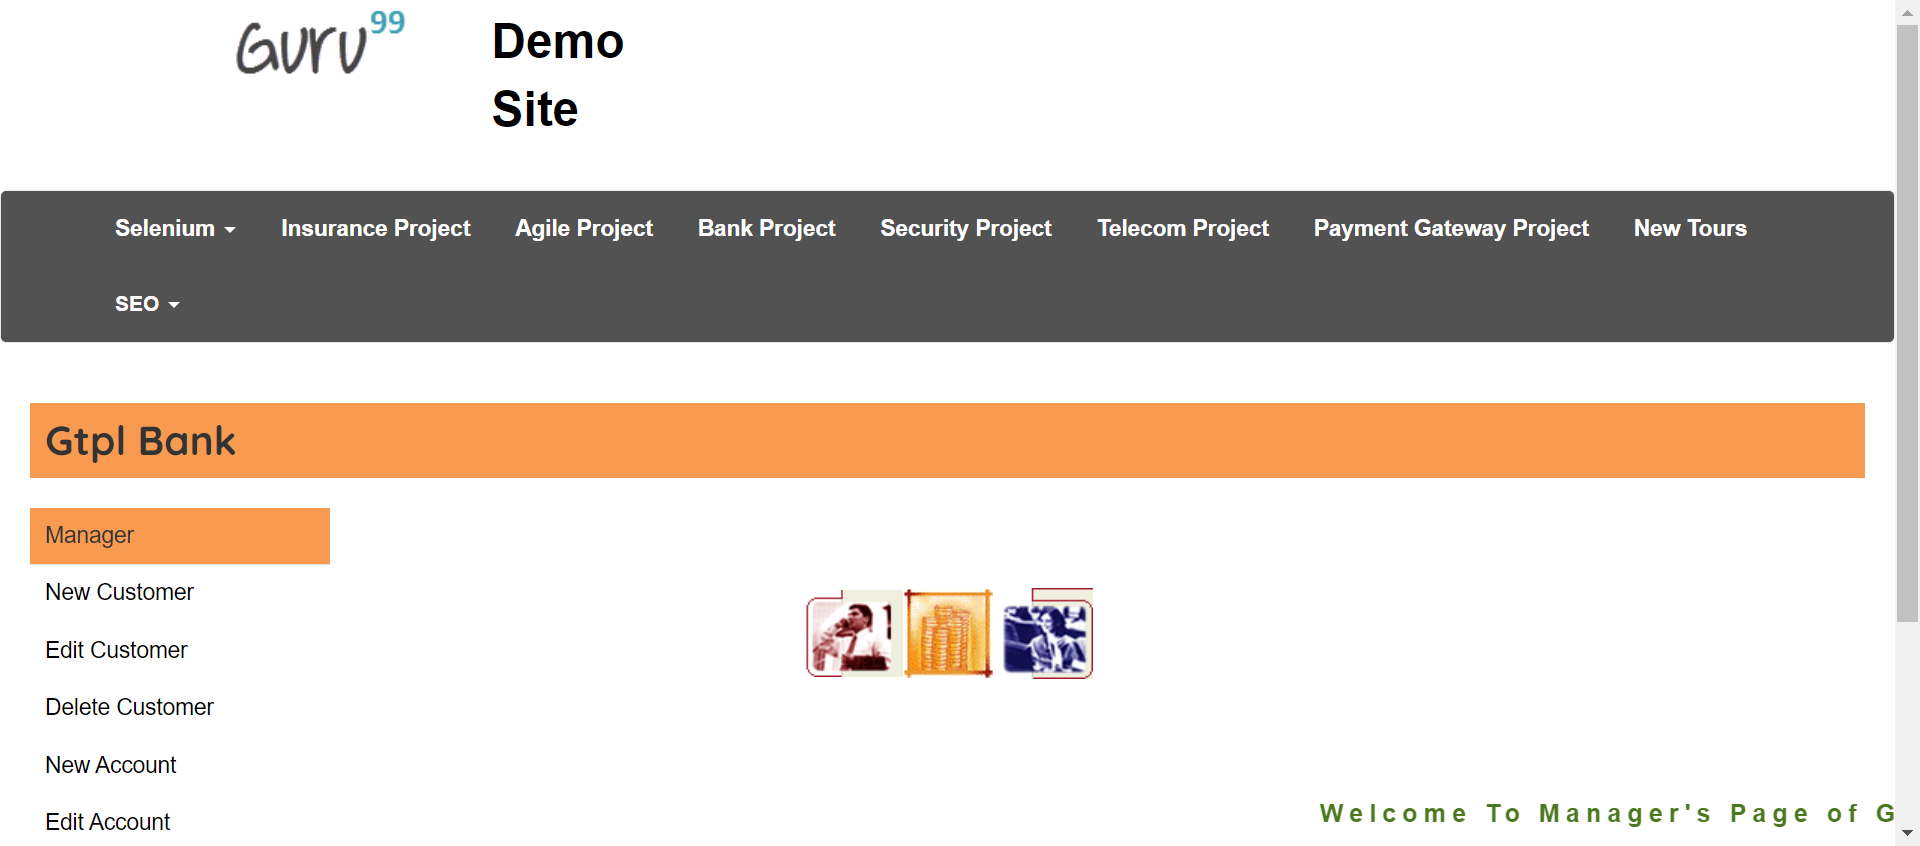 Guru99
Demo
Site
Selenium
Insurance Project
Agile Project
Bank Project
Security Project
Telecom Project
Payment Gateway Project
New Tours
SEO
Gtpl Bank
Manager
New Customer
Edit Customer
Delete Customer
New Account
Edit Account
Welcome To Manager's Page of G